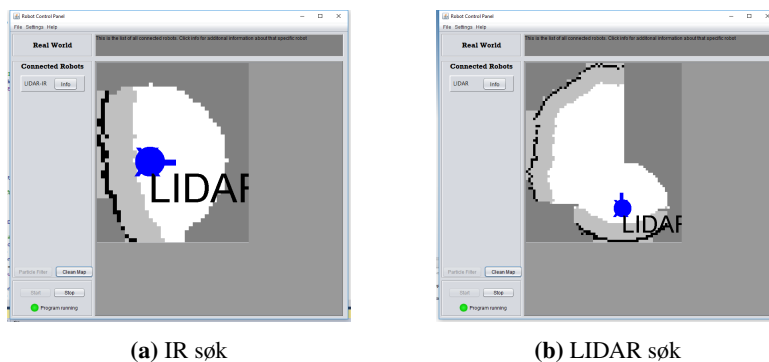 Robot Control Panel
File Settings Help
Real World
This is the list of all connected robots. Click info for additional information about that specific robot
Connected Robots
LIDAR-IR
Info
LIDAR
Particle Filter
Clean Map
Start
Stop
Program running
(a) IR søk
Robot Control Panel
File Settings Help
Real World
This is the list of all connected robots. Click info for additional information about that specific robot
Connected Robots
LIDAR
Info
LIDAR
Particle Filter
Clean Map
Start
Stop
Program running
(b) LIDAR søk